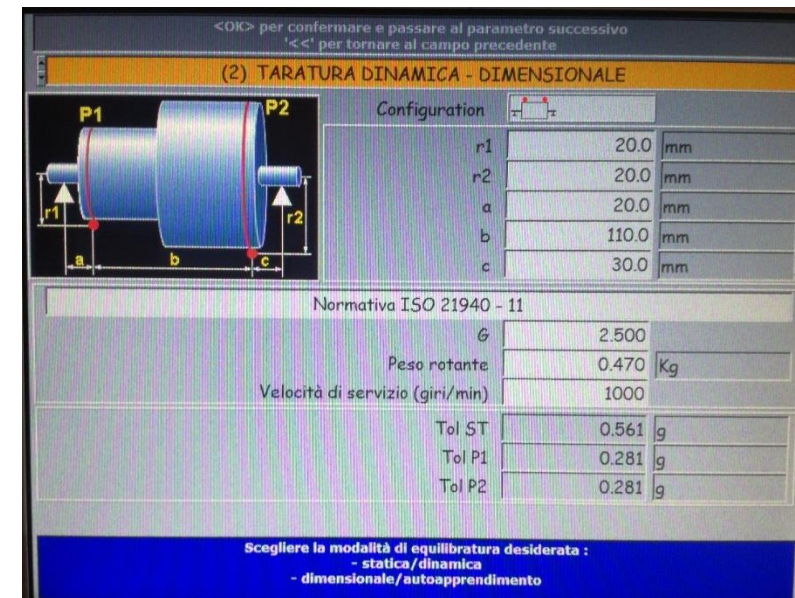 <OK> per confermare e passare al parametro successivo
'<<' per tornare al campo precedente
(2) TARATURA DINAMICA - DIMENSIONALE
P1
P2
r1
r2
a
b
c
Configuration
r1 20.0 mm
r2 20.0 mm
a 20.0 mm
b 110.0 mm
c 30.0 mm
Normativa ISO 21940 - 11
G 2.500
Peso rotante 0.470 Kg
Velocità di servizio (giri/min) 1000
Tol ST 0.561 g
Tol P1 0.281 g
Tol P2 0.281 g
Scegliere la modalità di equilibratura desiderata :
- statica/dinamica
- dimensionale/autoapprendimento